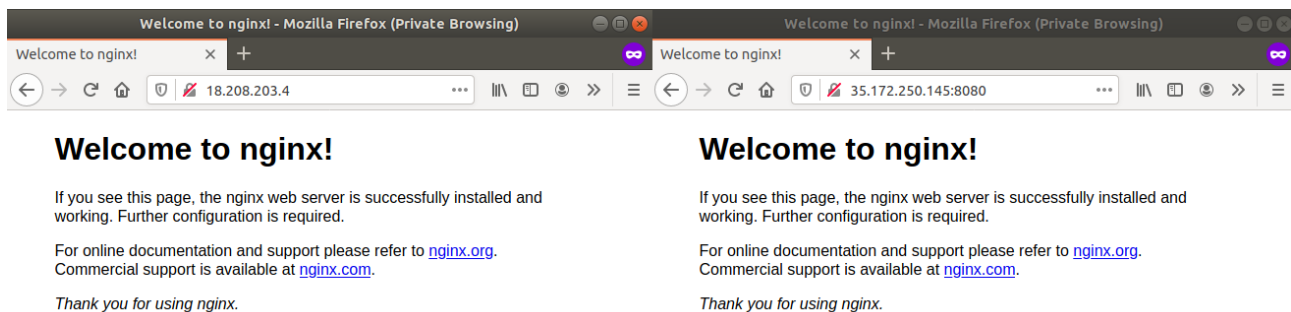 Welcome to nginx! - Mozilla Firefox (Private Browsing)
Welcome to nginx!
18.208.203.4
Welcome to nginx!
If you see this page, the nginx web server is successfully installed and
working. Further configuration is required.
For online documentation and support please refer to nginx.org.
Commercial support is available at nginx.com.
Thank you for using nginx.
Welcome to nginx! - Mozilla Firefox (Private Browsing)
Welcome to nginx!
35.172.250.145:8080
Welcome to nginx!
If you see this page, the nginx web server is successfully installed and
working. Further configuration is required.
For online documentation and support please refer to nginx.org.
Commercial support is available at nginx.com.
Thank you for using nginx.